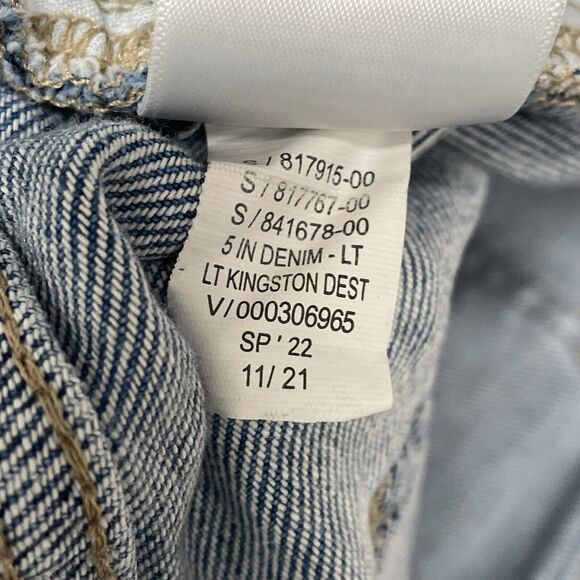 S/817915-00
S/817767-00
S/841678-00
5 IN DENIM - LT
LT KINGSTON DEST
V/000306965
SP '22
11/21